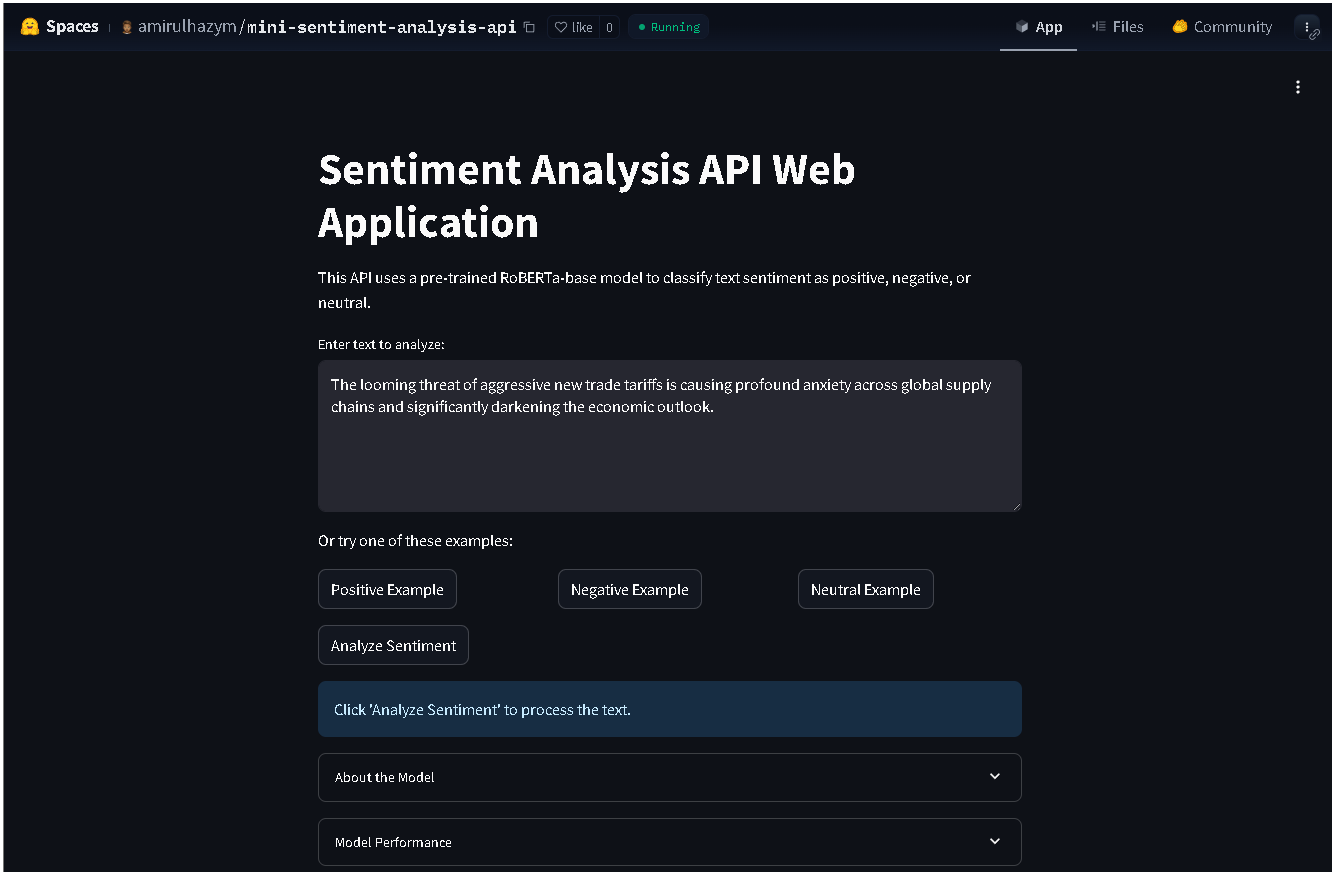 Spaces
amirulhazym/mini-sentiment-analysis-api
like 0
Running
App
Files
Community
Sentiment Analysis API Web
Application
This API uses a pre-trained RoBERTa-base model to classify text sentiment as positive, negative, or
neutral.
Enter text to analyze:
The looming threat of aggressive new trade tariffs is causing profound anxiety across global supply
chains and significantly darkening the economic outlook.
Or try one of these examples:
Positive Example
Negative Example
Neutral Example
Analyze Sentiment
Click 'Analyze Sentiment' to process the text.
About the Model
Model Performance